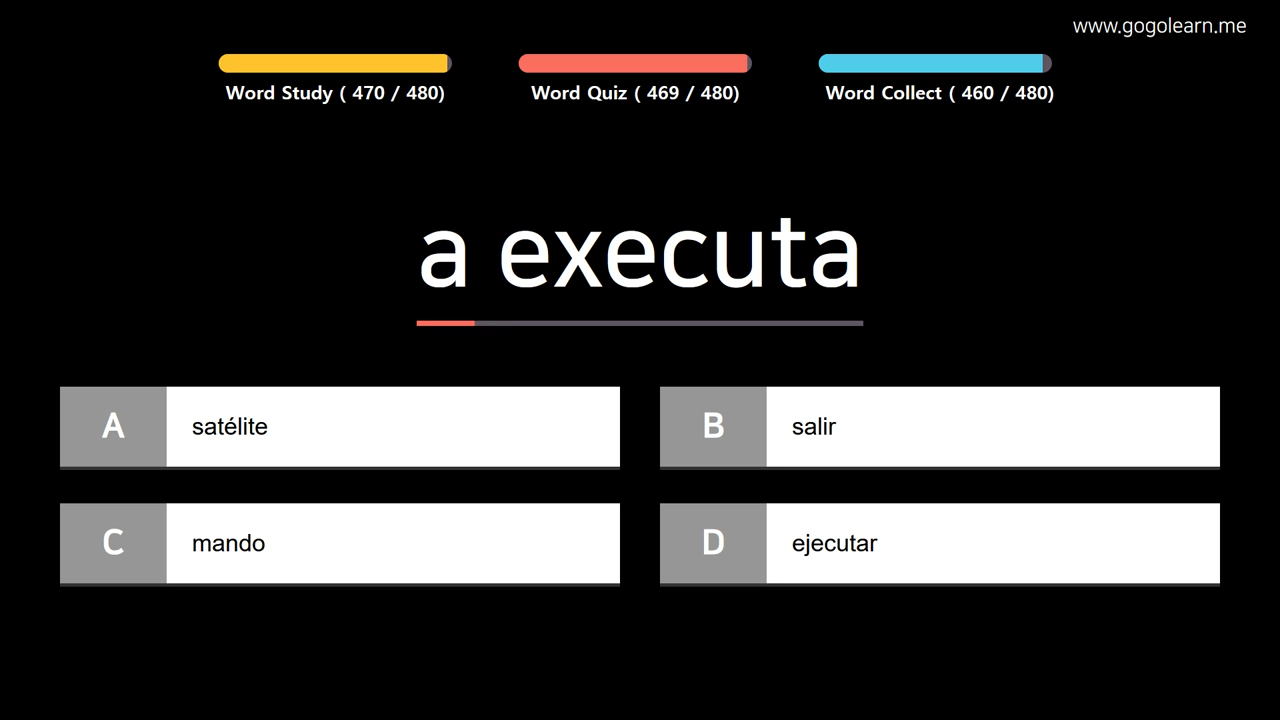 www.gogolearn.me
Word Study ( 470 / 480)
Word Quiz ( 469 / 480)
Word Collect ( 460 / 480)
a executa
A
satélite
B
salir
C
mando
D
ejecutar